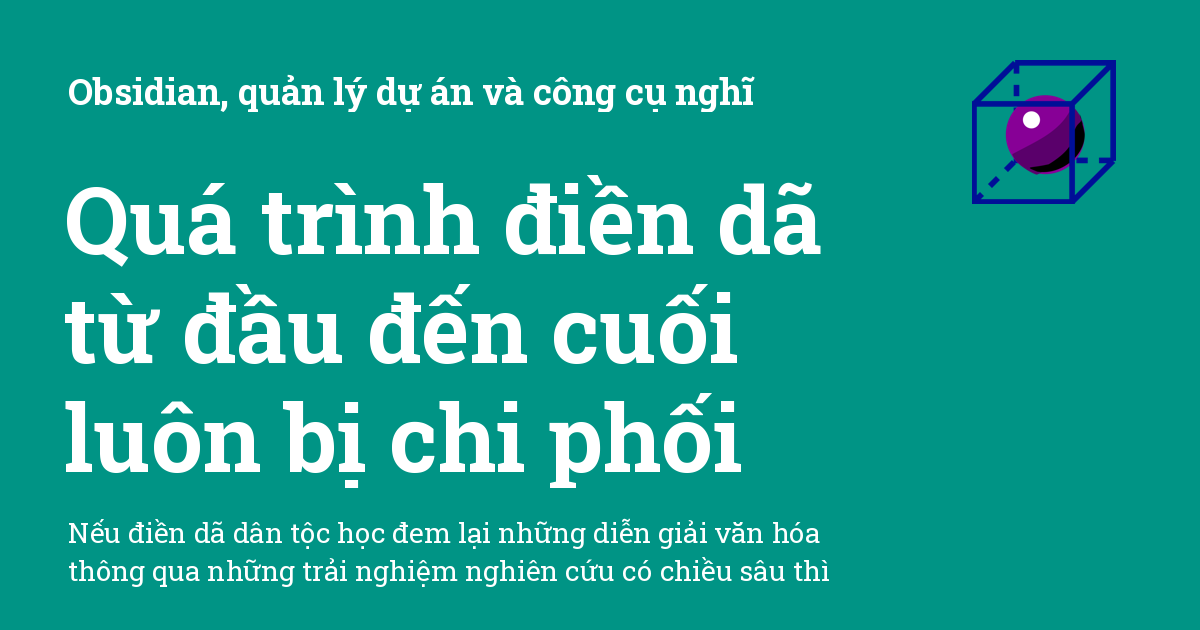 Obsidian, quản lý dự án và công cụ nghĩ
Quá trình điền dã
từ đầu đến cuối
luôn bị chi phối
Nếu điền dã dân tộc học đem lại những diễn giải văn hóa
thông qua những trải nghiệm nghiên cứu có chiều sâu thì